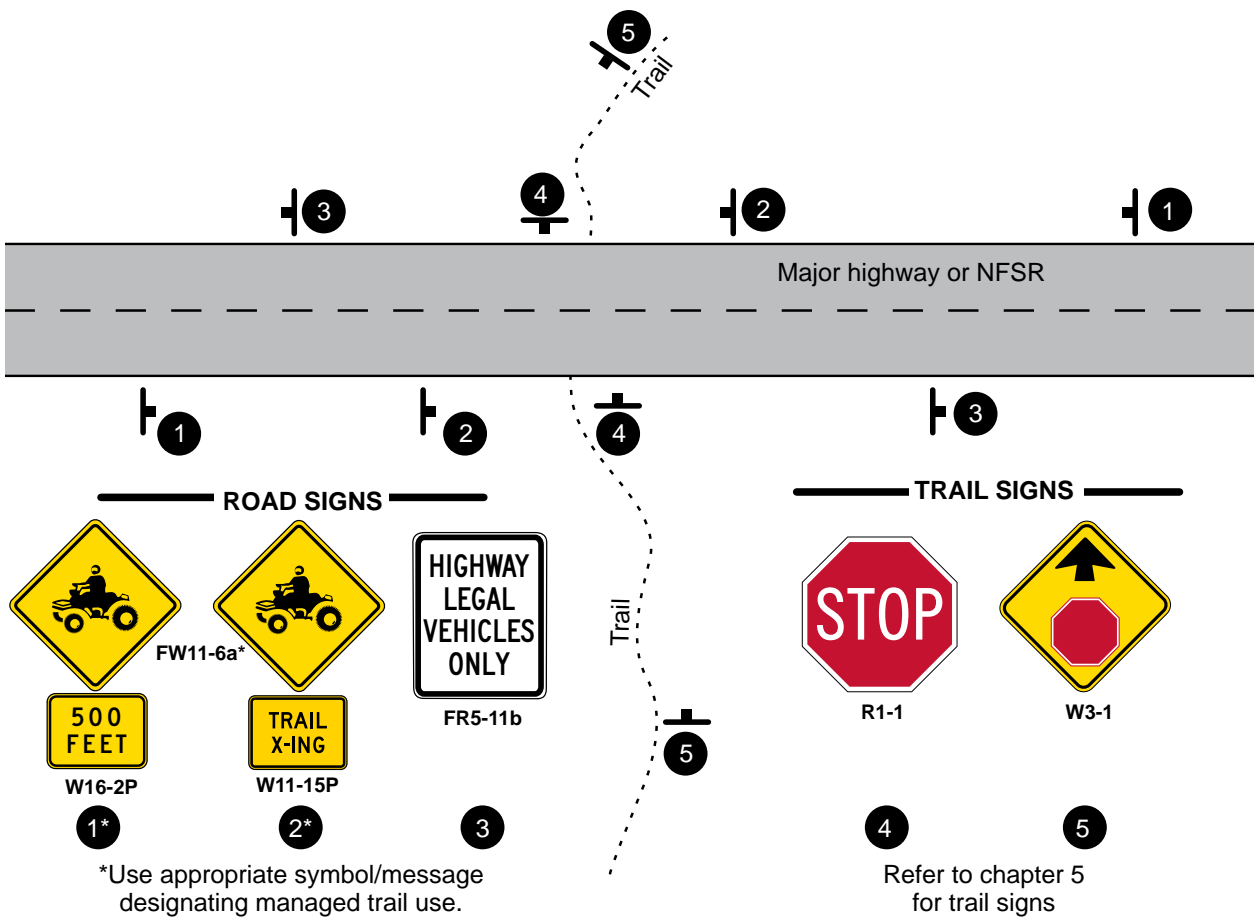 5
Trail
3
4
2
1
Major highway or NFSR
1
2
4
3
ROAD SIGNS
TRAIL SIGNS
HIGHWAY
LEGAL
VEHICLES
ONLY
STOP
Trail
FW11-6a*
500
FEET
TRAIL
X-ING
FR5-11b
R1-1
W3-1
5
W16-2P
W11-15P
1*
2*
3
4
5
*Use appropriate symbol/message
designating managed trail use.
Refer to chapter 5
for trail signs